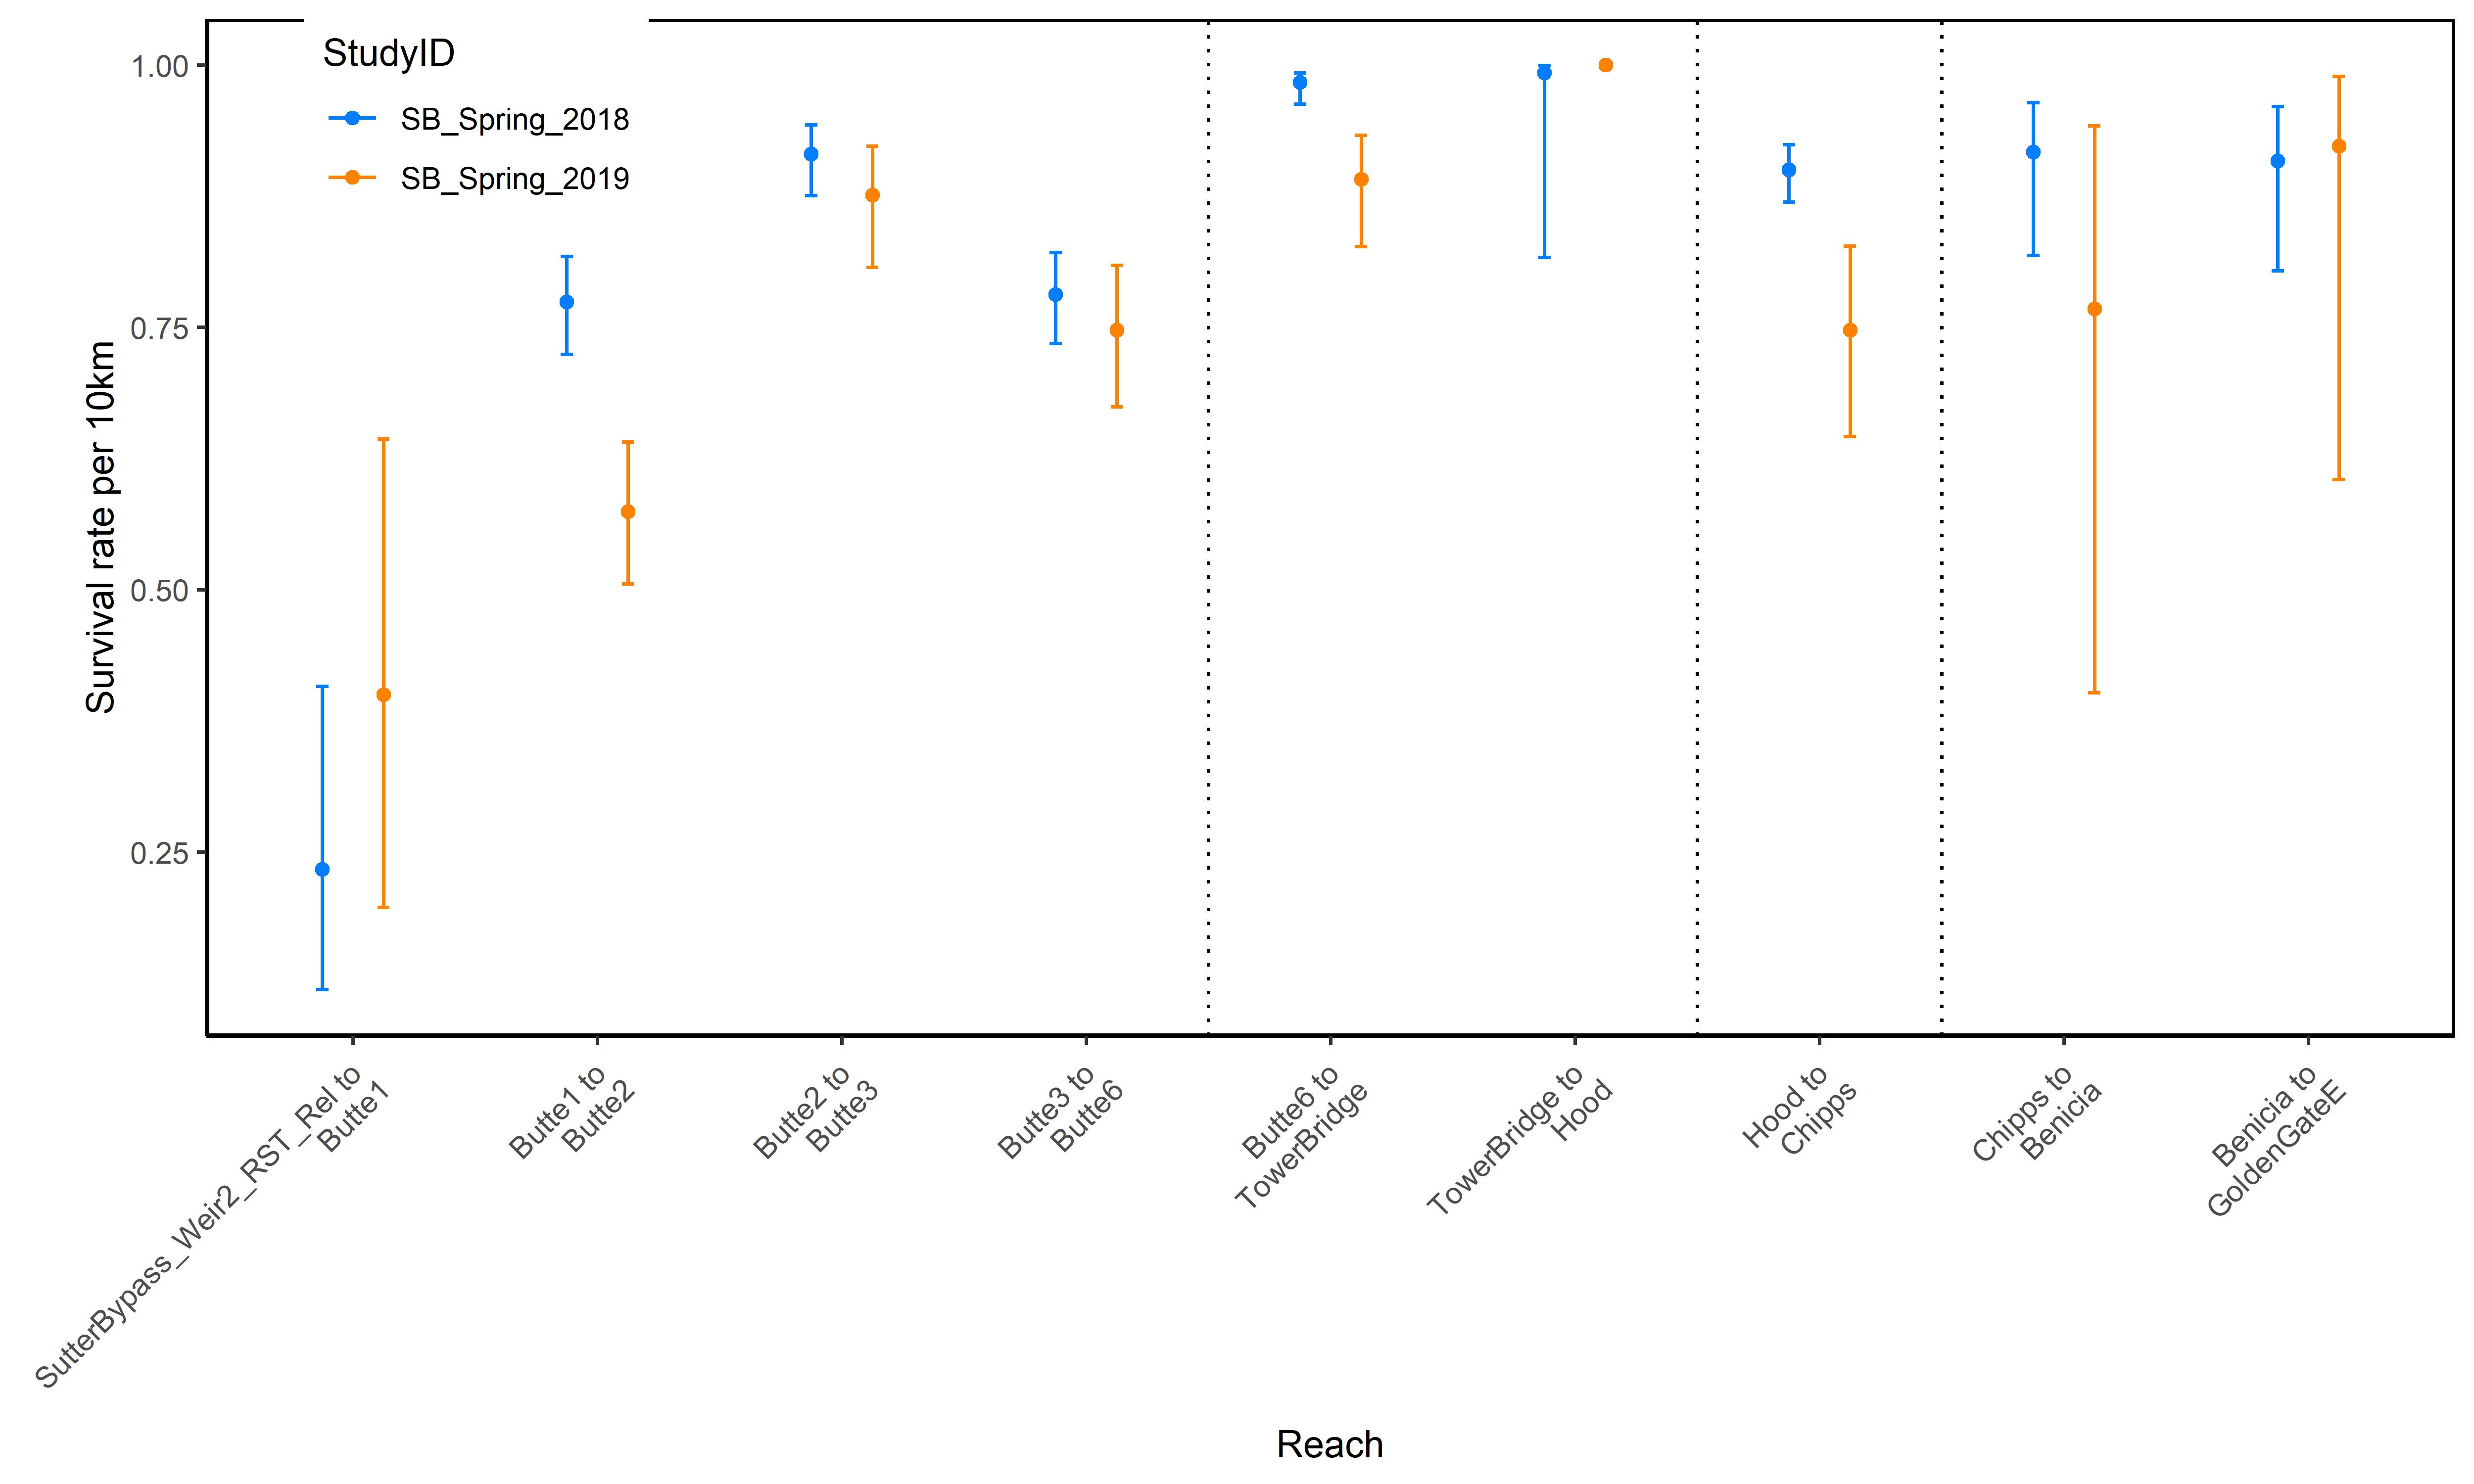 StudyID
SB_Spring_2018
SB_Spring_2019
1.00
0.75
0.50
0.25
Survival rate per 10km
SutterBypass_Weir2_RST_Rel to
Butte1
Butte1 to
Butte2
Butte2 to
Butte3
Butte3 to
Butte6
Butte6 to
TowerBridge
TowerBridge to
Hood
Hood to
Chipps
Chipps to
Benicia
Benicia to
GoldenGateE
Reach